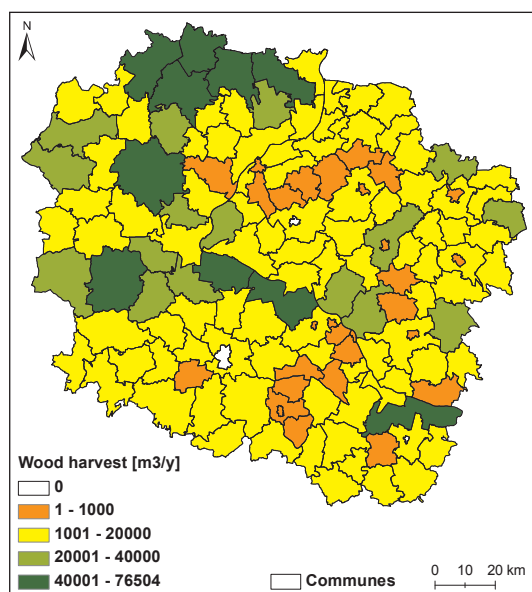 N
Wood harvest [m3/y]
0
1 - 1000
1001 - 20000
20001 - 40000
40001 - 76504
Communes
0 10 20 km